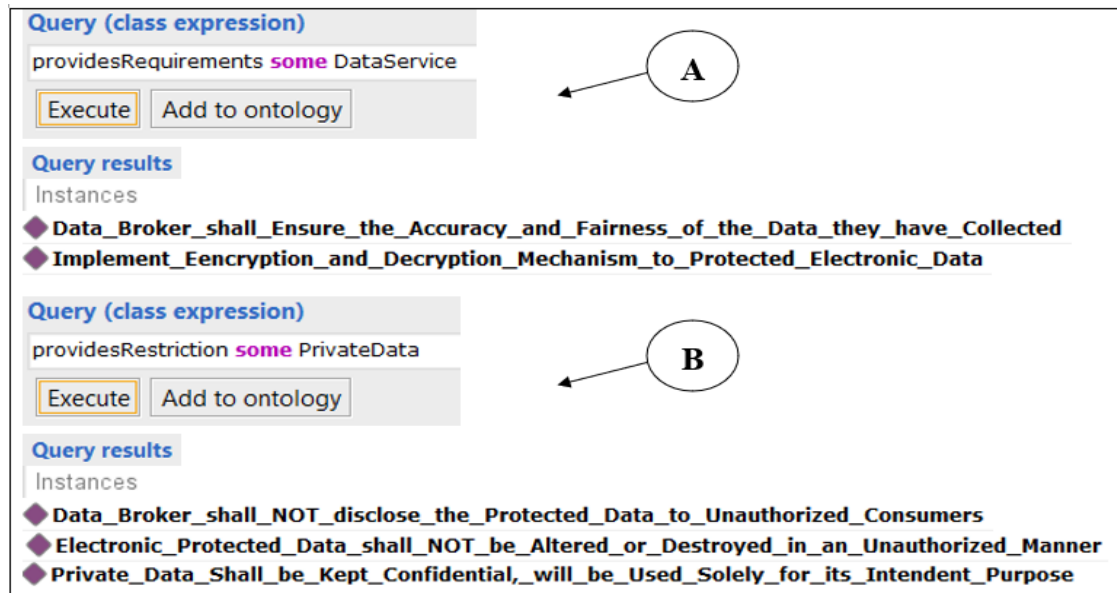 Query (class expression)
providesRequirements some DataService
A
Execute Add to ontology
Query results
Instances
Data_Broker_shall_Ensure_the_Accuracy_and_Fairness_of_the_Data_they_have_Collected
Implement_Eencryption_and_Decryption_Mechanism_to_Protected_Electronic_Data
Query (class expression)
providesRestriction some PrivateData
B
Execute Add to ontology
Query results
Instances
Data_Broker_shall_NOT_disclose_the_Protected_Data_to_Unauthorized_Consumers
Electronic_Protected_Data_shall_NOT_be_Altered_or_Destroyed_in_an_Unauthorized_Manner
Private_Data_Shall_be_Kept_Confidential,_will_be_Used_Solely_for_its_Intendent_Purpose